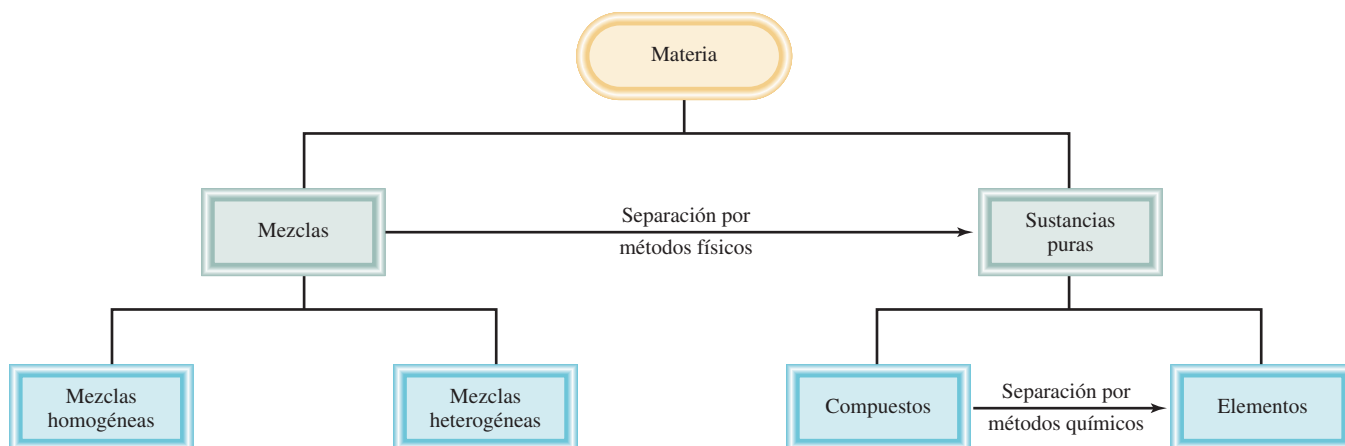 Materia
Mezclas
Separación por
métodos físicos
Sustancias
puras
Mezclas
homogéneas
Mezclas
heterogéneas
Compuestos
Separación por
métodos químicos
Elementos